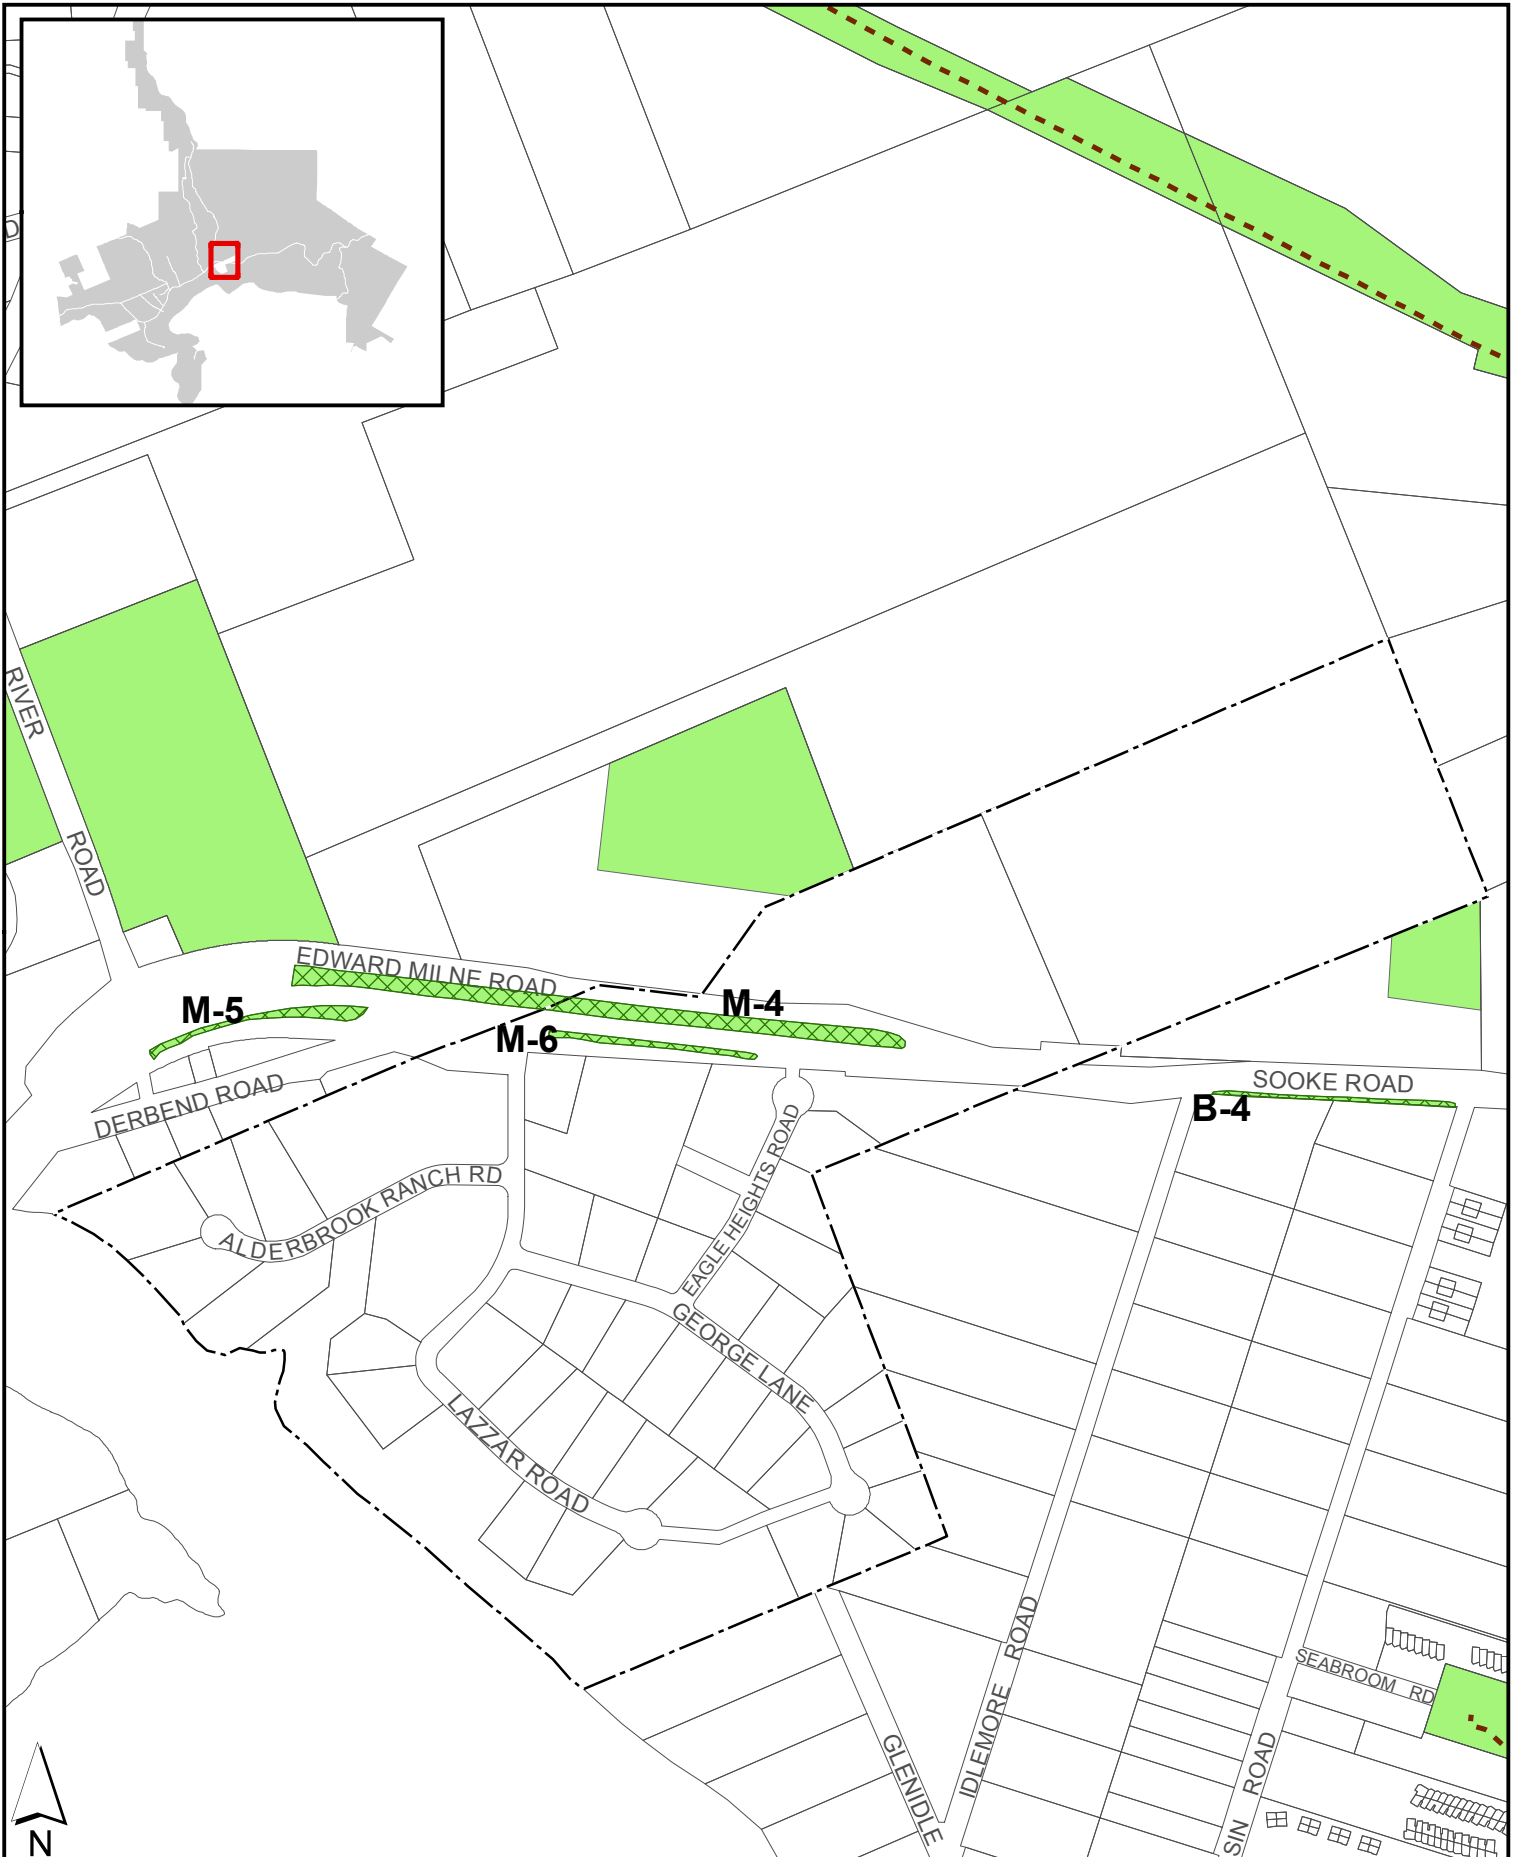 RIVER
ROAD
EDWARD MILNE ROAD
M-5
M-4
M-6
SOOKE ROAD
B-4
DERBEND ROAD
ALDERBROOK RANCH RD
EAGLE HEIGHTS ROAD
GEORGE LANE
LAZZAR ROAD
IDLEMORE ROAD
SEABROOM RD
GLENIDLE
SIN ROAD
N